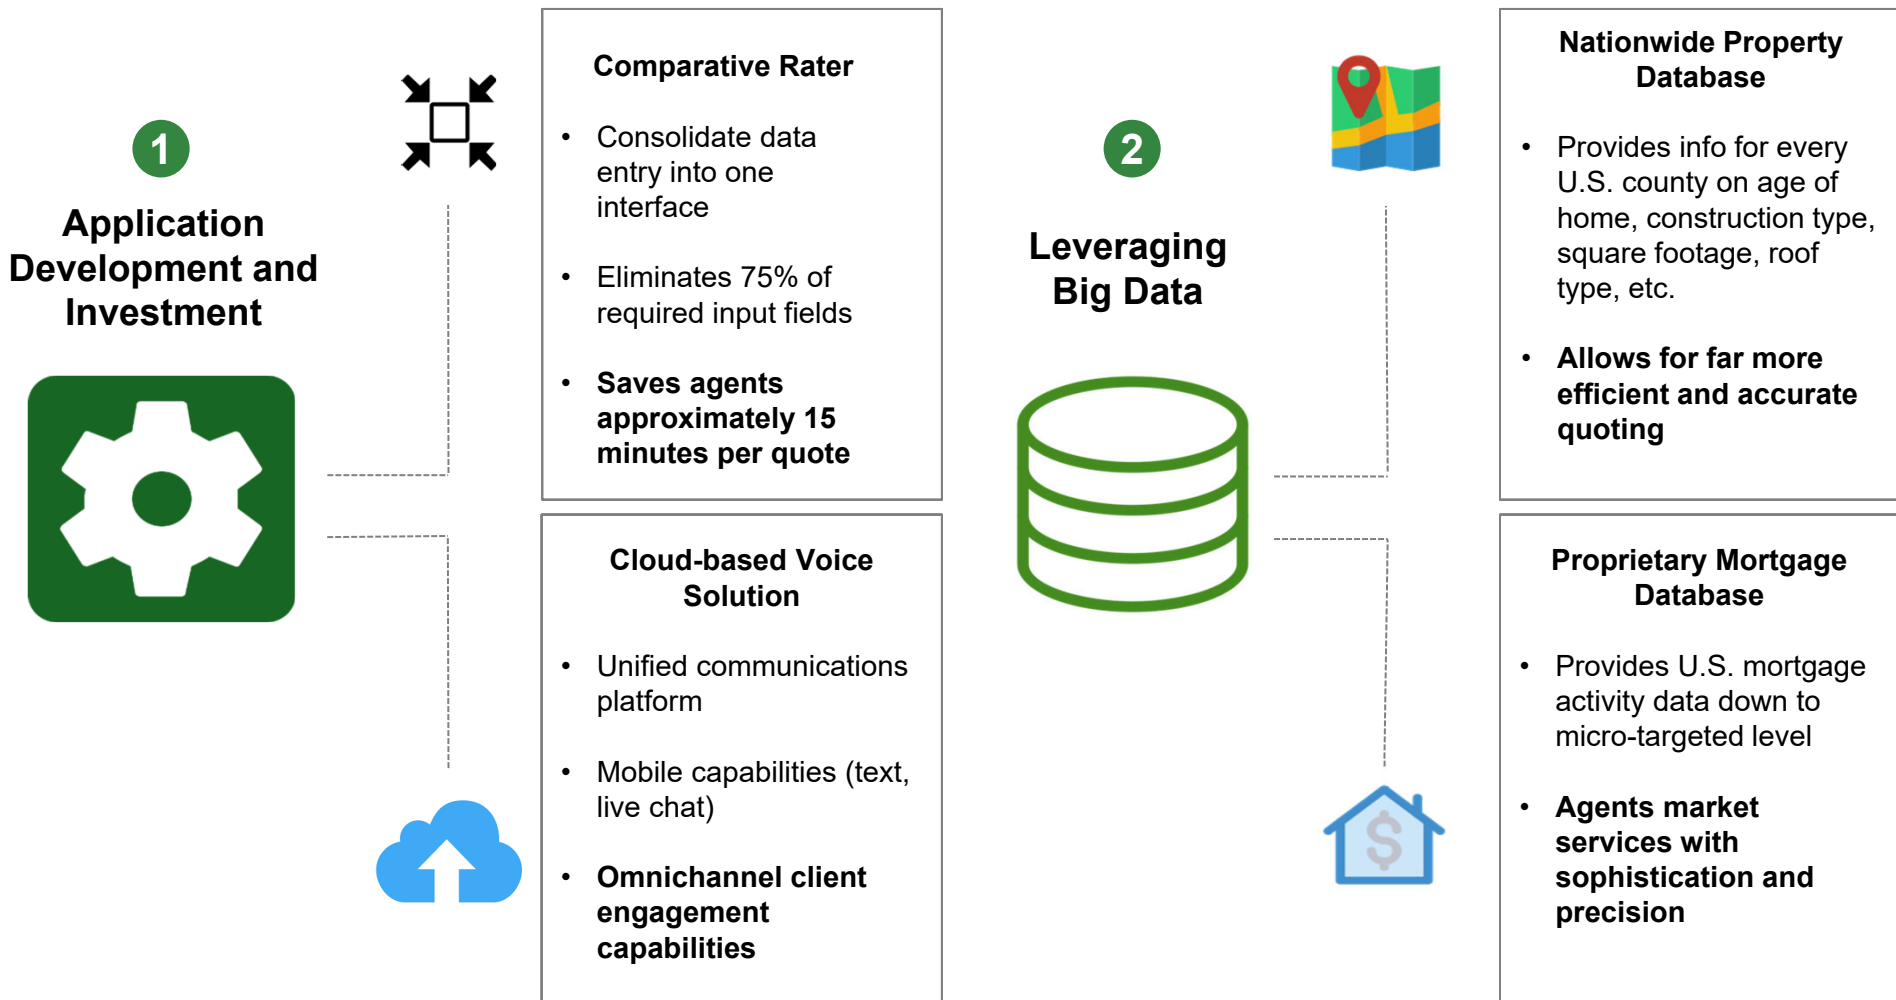 1
Application
Development and
Investment
Comparative Rater
• Consolidate data
entry into one
interface
• Eliminates 75% of
required input fields
• Saves agents
approximately 15
minutes per quote
Cloud-based Voice
Solution
• Unified communications
platform
• Mobile capabilities (text,
live chat)
• Omnichannel client
engagement
capabilities
2
Leveraging
Big Data
Nationwide Property
Database
• Provides info for every
U.S. county on age of
home, construction type,
square footage, roof
type, etc.
• Allows for far more
efficient and accurate
quoting
$
Proprietary Mortgage
Database
• Provides U.S. mortgage
activity data down to
micro-targeted level
• Agents market
services with
sophistication and
precision